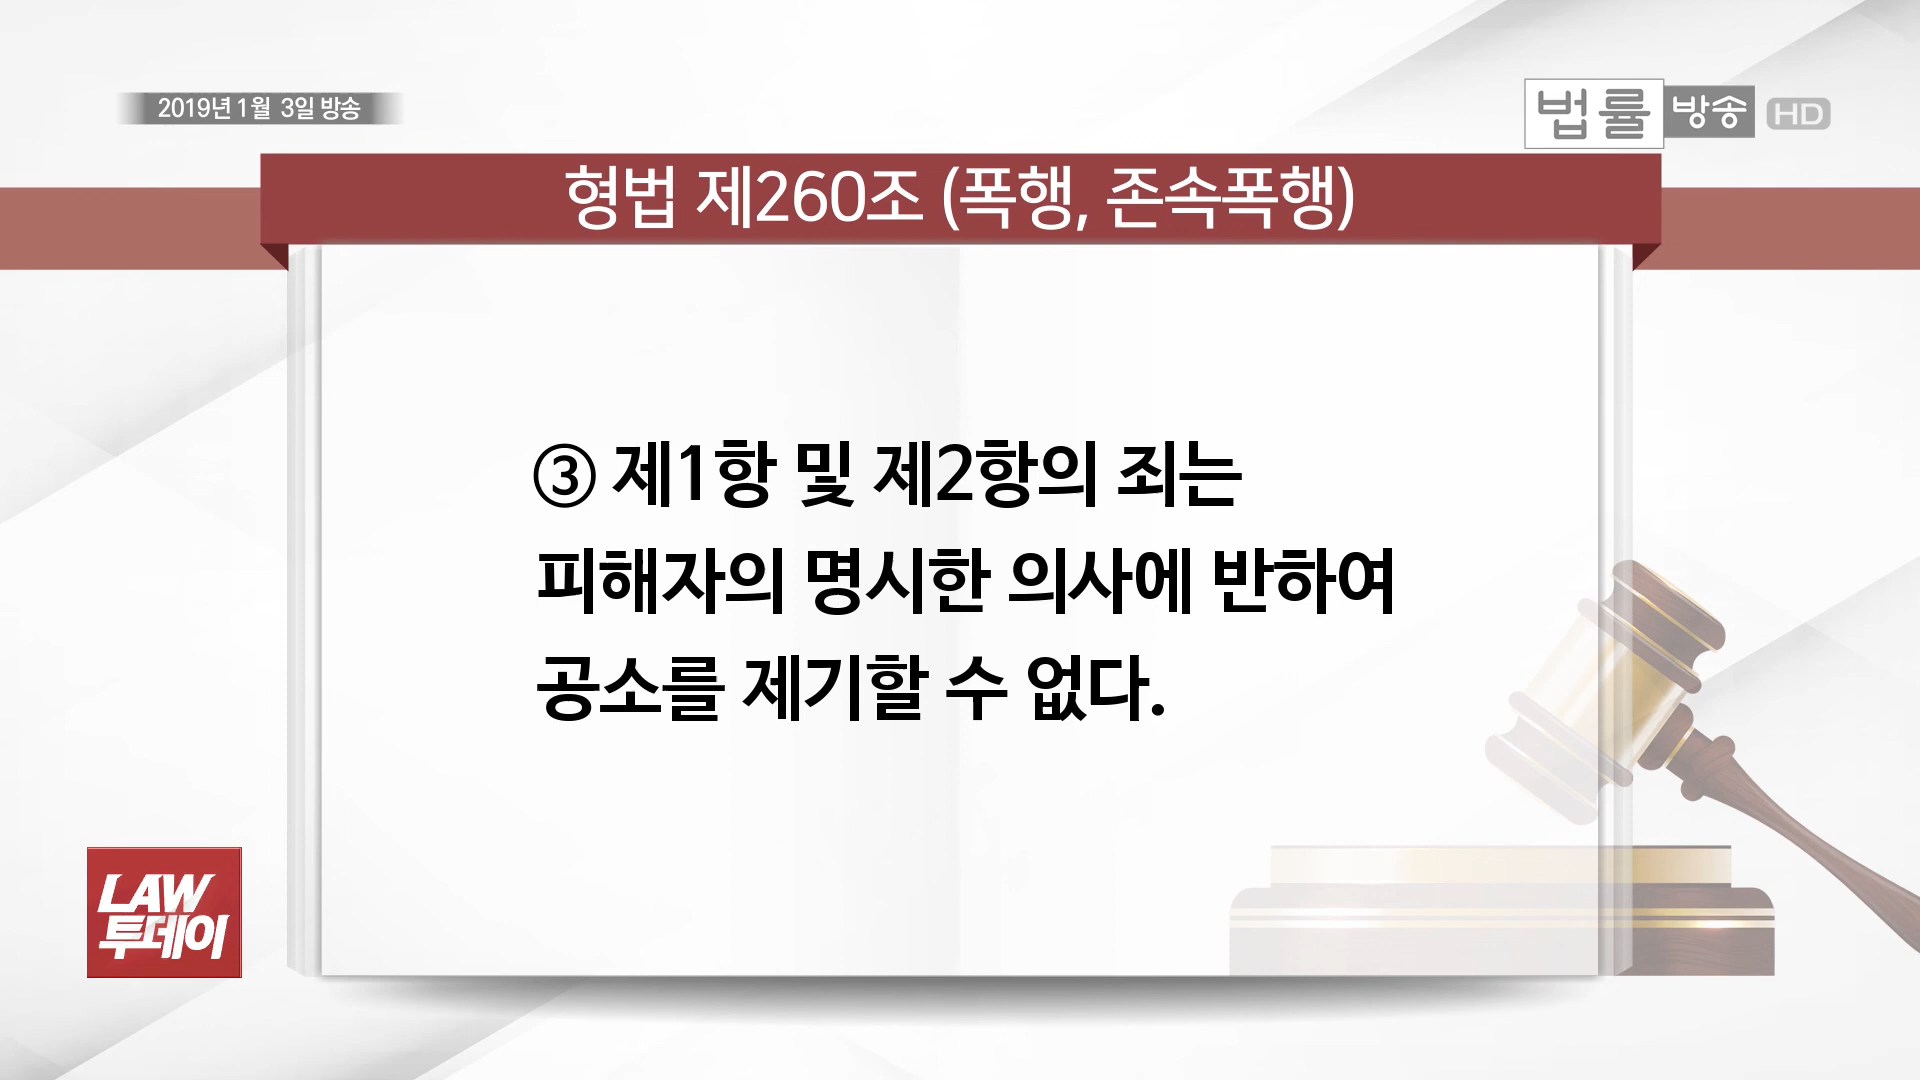 2019년 1월 3일 방송
법률방송 HD
형법 제260조 (폭행, 존속폭행)
③ 제1항 및 제2항의 죄는
피해자의 명시한 의사에 반하여
공소를 제기할 수 없다.
LAW
투데이